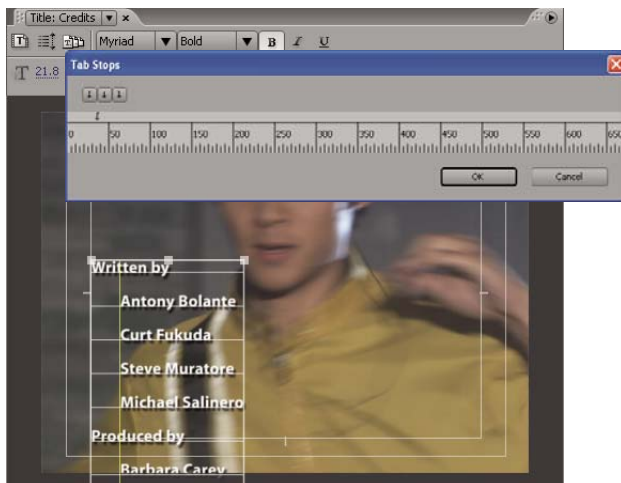 Title: Credits
Myriad Bold B I U
T 21.8
Tab Stops
0 50 100 150 200 250 300 350 400 450 500 550 600 650
OK Cancel
Written by
Antony Bolante
Curt Fukuda
Steve Muratore
Michael Salinero
Produced by
Barbara Carey